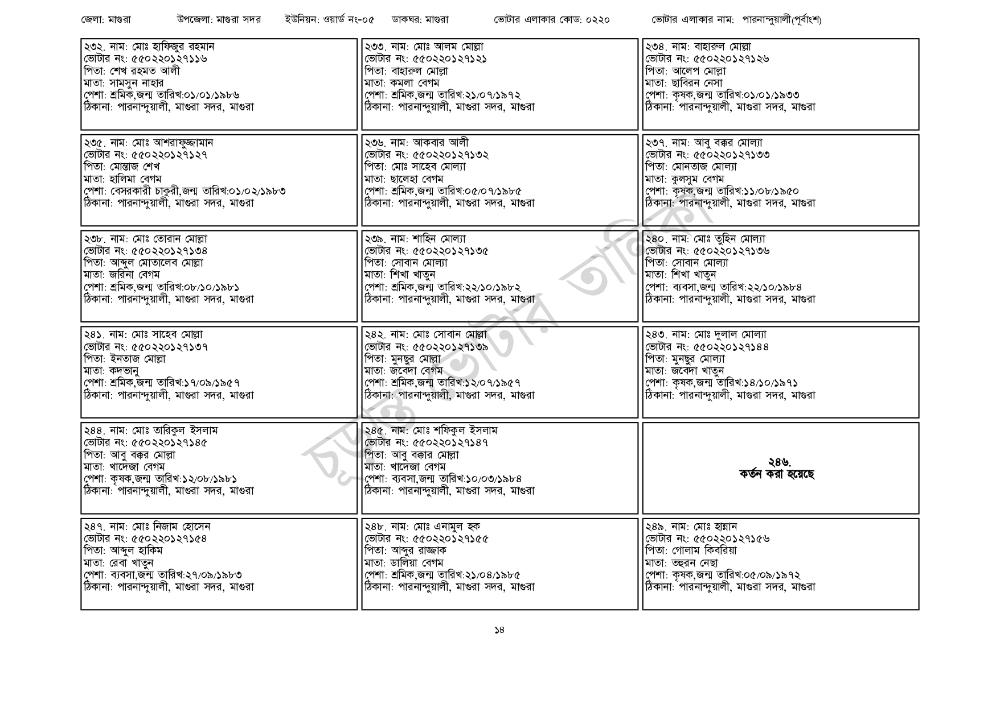 জেলা: মাগুরা উপজেলা: মাগুরা সদর ইউনিয়ন: ওয়ার্ড নং-০৫ ডাকঘর: মাগুরা ভোটার এলাকার কোড: ০২২০ ভোটার এলাকার নাম: পারনান্দুয়ালী(পূর্বাংশ)
২৩২. নাম: মোঃ হাফিজুর রহমান
ভোটার নং: ৫৫০২২০১২৭১১৬
পিতা: শেখ রহমত আলী
মাতা: সামসুন নাহার
পেশা: শ্রমিক,জন্ম তারিখ:০১/০১/১৯৮৬
ঠিকানা: পারনান্দুয়ালী, মাগুরা সদর, মাগুরা
২৩৩. নাম: মোঃ আলম মোল্লা
ভোটার নং: ৫৫০২২০১২৭১২১
পিতা: বাহারুল মোল্লা
মাতা: কমলা বেগম
পেশা: শ্রমিক,জন্ম তারিখ:২১/০৭/১৯৭২
ঠিকানা: পারনান্দুয়ালী, মাগুরা সদর, মাগুরা
২৩৪. নাম: বাহারুল মোল্লা
ভোটার নং: ৫৫০২২০১২৭১২৬
পিতা: আলেপ মোল্লা
মাতা: ছাবিরন নেসা
পেশা: কৃষক,জন্ম তারিখ:০১/০১/১৯৩৩
ঠিকানা: পারনান্দুয়ালী, মাগুরা সদর, মাগুরা
২৩৫. নাম: মোঃ আশরাফুজ্জামান
ভোটার নং: ৫৫০২২০১২৭১২৭
পিতা: মোন্তাজ শেখ
মাতা: হালিমা বেগম
পেশা: বেসরকারী চাকুরী,জন্ম তারিখ:০১/০২/১৯৮৩
ঠিকানা: পারনান্দুয়ালী, মাগুরা সদর, মাগুরা
২৩৬. নাম: আকবার আলী
ভোটার নং: ৫৫০২২০১২৭১৩২
পিতা: মোঃ সাহেব মোল্যা
মাতা: ছালেহা বেগম
পেশা: শ্রমিক,জন্ম তারিখ:০৫/০৭/১৯৮৫
ঠিকানা: পারনান্দুয়ালী, মাগুরা সদর, মাগুরা
২৩৭. নাম: আবু বক্কর মোল্যা
ভোটার নং: ৫৫০২২০১২৭১৩৩
পিতা: মোনতাজ মোল্যা
মাতা: কুলসুম বেগম
পেশা: কৃষক,জন্ম তারিখ:১১/০৮/১৯৫০
ঠিকানা: পারনান্দুয়ালী, মাগুরা সদর, মাগুরা
২৩৮. নাম: মোঃ তোরান মোল্লা
ভোটার নং: ৫৫০২২০১২৭১৩৪
পিতা: আব্দুল মোতালেব মোল্লা
মাতা: জরিনা বেগম
পেশা: শ্রমিক,জন্ম তারিখ:০৮/১০/১৯৮১
ঠিকানা: পারনান্দুয়ালী, মাগুরা সদর, মাগুরা
২৩৯. নাম: শাহিন মোল্যা
ভোটার নং: ৫৫০২২০১২৭১৩৫
পিতা: সোবান মোল্যা
মাতা: শিখা খাতুন
পেশা: শ্রমিক,জন্ম তারিখ:২২/১০/১৯৮২
ঠিকানা: পারনান্দুয়ালী, মাগুরা সদর, মাগুরা
২৪০. নাম: মোঃ তুহিন মোল্যা
ভোটার নং: ৫৫০২২০১২৭১৩৬
পিতা: সোবান মোল্যা
মাতা: শিখা খাতুন
পেশা: ব্যবসা,জন্ম তারিখ:২২/১০/১৯৮৪
ঠিকানা: পারনান্দুয়ালী, মাগুরা সদর, মাগুরা
২৪১. নাম: মোঃ সাহেব মোল্লা
ভোটার নং: ৫৫০২২০১২৭১৩৭
পিতা: ইনতাজ মোল্লা
মাতা: কদভানু
পেশা: শ্রমিক,জন্ম তারিখ:১৭/০৯/১৯৫৭
ঠিকানা: পারনান্দুয়ালী, মাগুরা সদর, মাগুরা
২৪২. নাম: মোঃ সোবান মোল্লা
ভোটার নং: ৫৫০২২০১২৭১৩৯
পিতা: মুনছুর মোল্লা
মাতা: জবেদা বেগম
পেশা: শ্রমিক,জন্ম তারিখ:১২/০৭/১৯৫৭
ঠিকানা: পারনান্দুয়ালী, মাগুরা সদর, মাগুরা
২৪৩. নাম: মোঃ দুলাল মোল্যা
ভোটার নং: ৫৫০২২০১২৭১৪৪
পিতা: মুনছুর মোল্যা
মাতা: জবেদা খাতুন
পেশা: কৃষক,জন্ম তারিখ:১৪/১০/১৯৭১
ঠিকানা: পারনান্দুয়ালী, মাগুরা সদর, মাগুরা
২৪৪. নাম: মোঃ তারিকুল ইসলাম
ভোটার নং: ৫৫০২২০১২৭১৪৫
পিতা: আবু বক্কর মোল্লা
মাতা: খাদেজা বেগম
পেশা: কৃষক,জন্ম তারিখ:১২/০৮/১৯৮১
ঠিকানা: পারনান্দুয়ালী, মাগুরা সদর, মাগুরা
২৪৫. নাম: মোঃ শফিকুল ইসলাম
ভোটার নং: ৫৫০২২০১২৭১৪৭
পিতা: আবু বক্কার মোল্লা
মাতা: খাদেজা বেগম
পেশা: ব্যবসা,জন্ম তারিখ:১০/০৩/১৯৮৪
ঠিকানা: পারনান্দুয়ালী, মাগুরা সদর, মাগুরা
২৪৬.
কর্তন করা হয়েছে
২৪৭. নাম: মোঃ নিজাম হোসেন
ভোটার নং: ৫৫০২২০১২৭১৫৪
পিতা: আব্দুল হাকিম
মাতা: রেবা খাতুন
পেশা: ব্যবসা,জন্ম তারিখ:২৭/০৯/১৯৮৩
ঠিকানা: পারনান্দুয়ালী, মাগুরা সদর, মাগুরা
২৪৮. নাম: মোঃ এনামুল হক
ভোটার নং: ৫৫০২২০১২৭১৫৫
পিতা: আব্দুর রাজ্জাক
মাতা: ডালিয়া বেগম
পেশা: শ্রমিক,জন্ম তারিখ:২১/০৪/১৯৮৫
ঠিকানা: পারনান্দুয়ালী, মাগুরা সদর, মাগুরা
২৪৯. নাম: মোঃ হান্নান
ভোটার নং: ৫৫০২২০১২৭১৫৬
পিতা: গোলাম কিবরিয়া
মাতা: তহুরন নেছা
পেশা: কৃষক,জন্ম তারিখ:০৫/০৯/১৯৭২
ঠিকানা: পারনান্দুয়ালী, মাগুরা সদর, মাগুরা
চূড়ান্ত ভোটার তালিকা
১৪